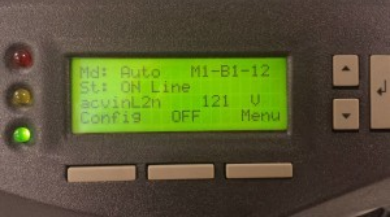 Md: Auto M1-B1-12
St: ON Line
acvinL2n 121 V
Config OFF Menu